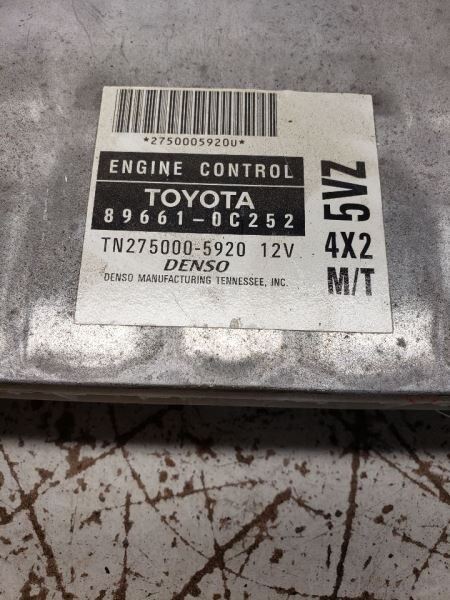 *2750005920U*
ENGINE CONTROL
TOYOTA
89661-0C252
TN275000-5920 12V
DENSO
DENSO MANUFACTURING TENNESSEE, INC.
5VZ
4X2
M/T